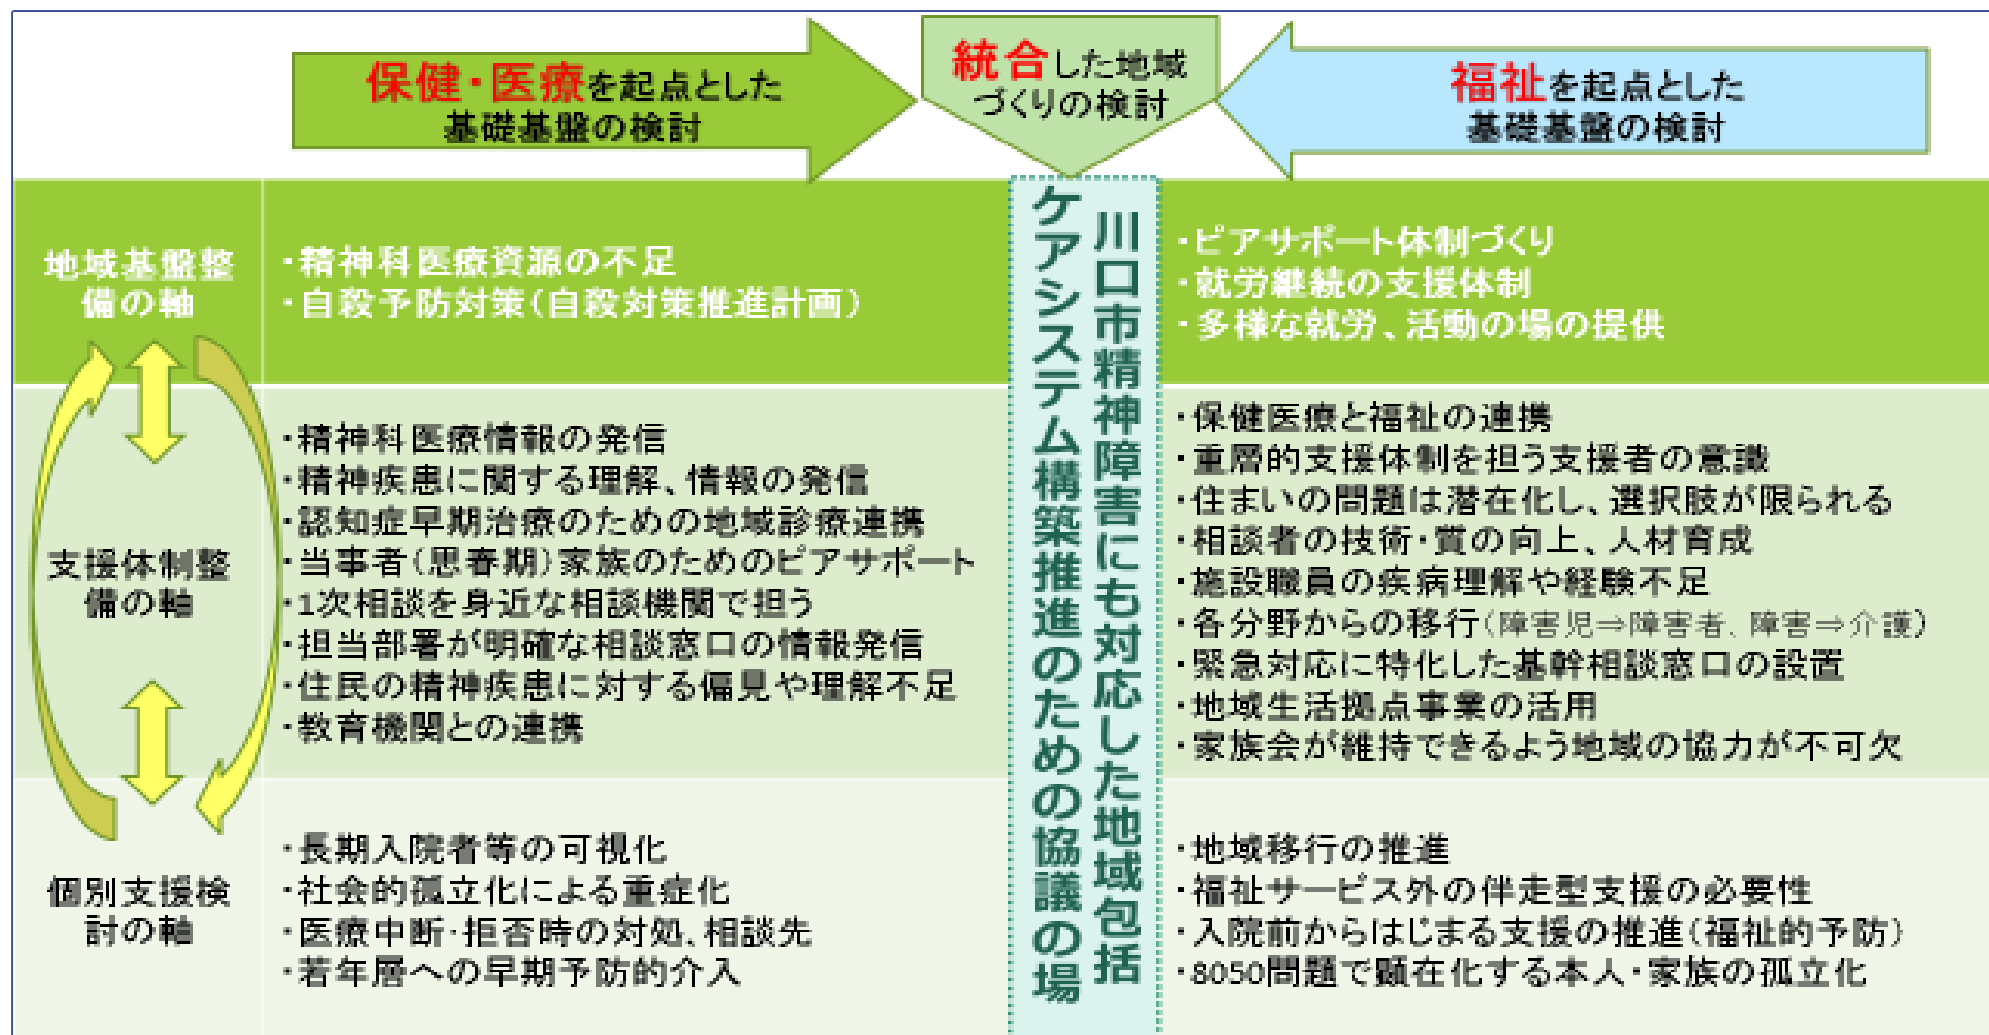 保健・医療を起点とした
基礎基盤の検討
統合した地域
づくりの検討
福祉を起点とした
基礎基盤の検討
地域基盤整
備の軸
・精神科医療資源の不足
・自殺予防対策(自殺対策推進計画)
川口市精神障害にも対応した地域包括
ケアシステム構築推進のための協議の場
・ピアサポート体制づくり
・就労継続の支援体制
・多様な就労、活動の場の提供
支援体制整
備の軸
・精神科医療情報の発信
・精神疾患に関する理解、情報の発信
・認知症早期治療のための地域診療連携
・当事者(思春期)家族のためのピアサポート
・1次相談を身近な相談機関で担う
・担当部署が明確な相談窓口の情報発信
・住民の精神疾患に対する偏見や理解不足
・教育機関との連携
・保健医療と福祉の連携
・重層的支援体制を担う支援者の意識
・住まいの問題は潜在化し、選択肢が限られる
・相談者の技術・質の向上、人材育成
・施設職員の疾病理解や経験不足
・各分野からの移行(障害児⇒障害者、障害⇒介護)
・緊急対応に特化した基幹相談窓口の設置
・地域生活拠点事業の活用
・家族会が維持できるよう地域の協力が不可欠
個別支援検
討の軸
・長期入院者等の可視化
・社会的孤立化による重症化
・医療中断・拒否時の対処、相談先
・若年層への早期予防的介入
・地域移行の推進
・福祉サービス外の伴走型支援の必要性
・入院前からはじまる支援の推進(福祉的予防)
・8050問題で顕在化する本人・家族の孤立化